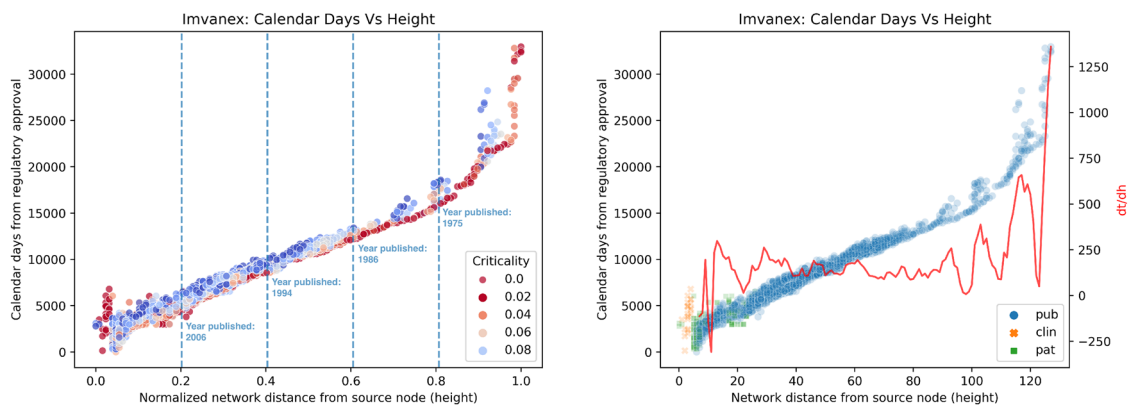 Imvanex: Calendar Days Vs Height
Calendar days from regulatory approval
30000
25000
20000
15000
10000
5000
0
Year published:
2006
Year published:
1994
Year published:
1986
Year published:
1975
Criticality
0.0
0.02
0.04
0.06
0.08
0.0
0.2
0.4
0.6
0.8
1.0
Normalized network distance from source node (height)
Imvanex: Calendar Days Vs Height
Calendar days from regulatory approval
30000
25000
20000
15000
10000
5000
0
1250
1000
750
500
250
0
−250
dt/dh
pub
clin
pat
0
20
40
60
80
100
120
Network distance from source node (height)